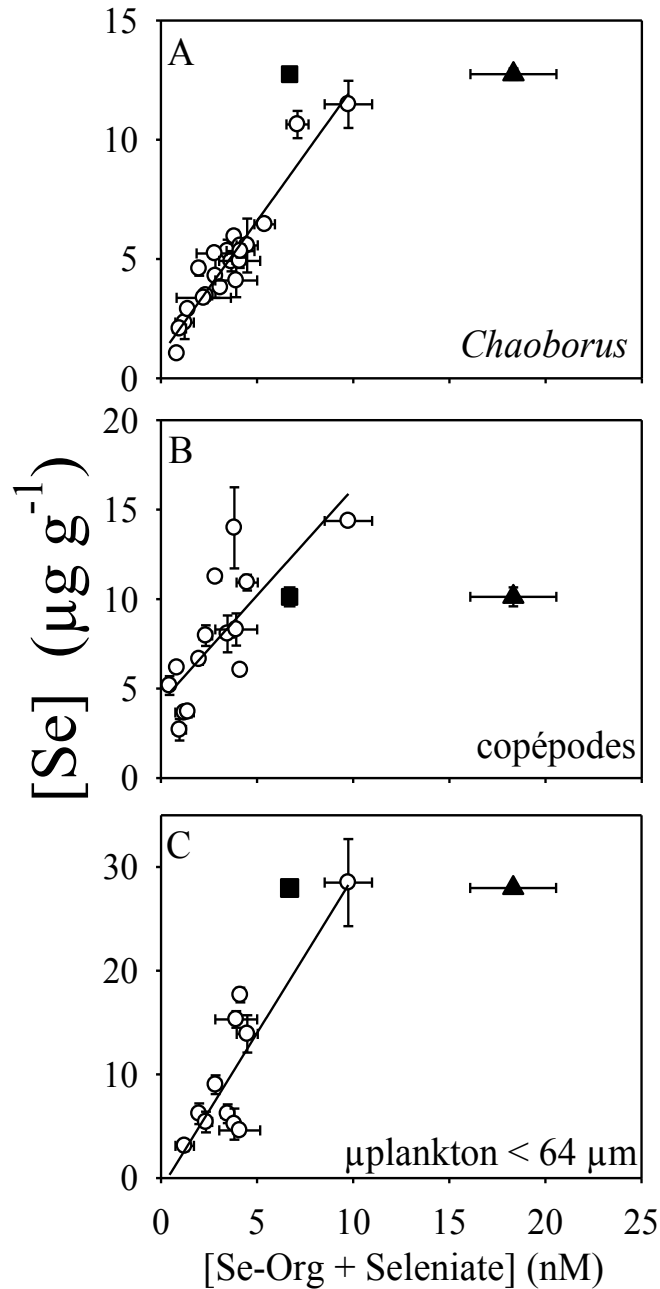 15
A
10
5
0
Chaoborus
20
B
15
10
5
0
copépodes
[Se] (µg g-1)
C
30
20
10
0
µplankton < 64 µm
0 5 10 15 20 25
[Se-Org + Seleniate] (nM)